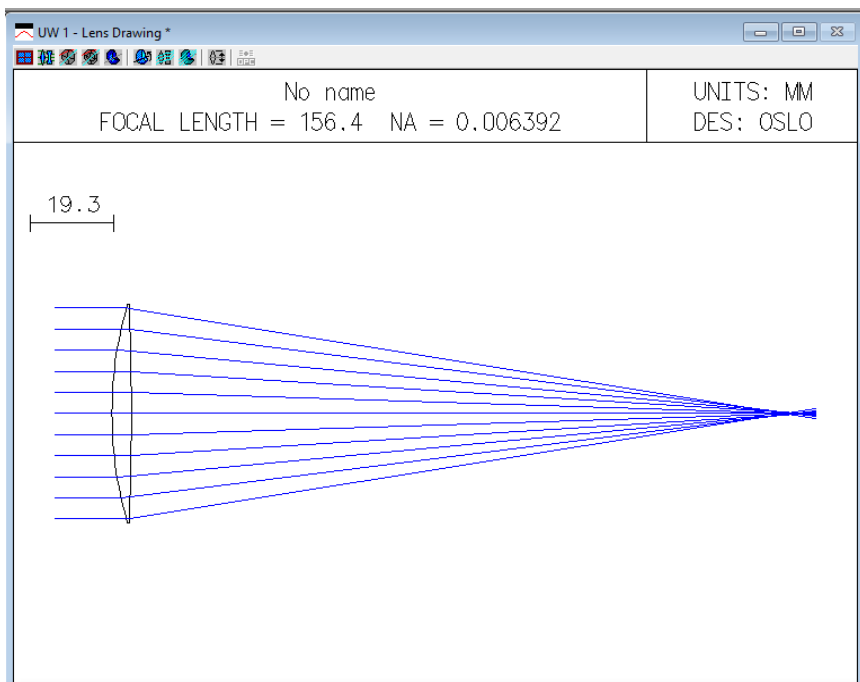 UW 1 - Lens Drawing *
No name
FOCAL LENGTH = 156.4 NA = 0.006392
UNITS: MM
DES: OSLO
19.3